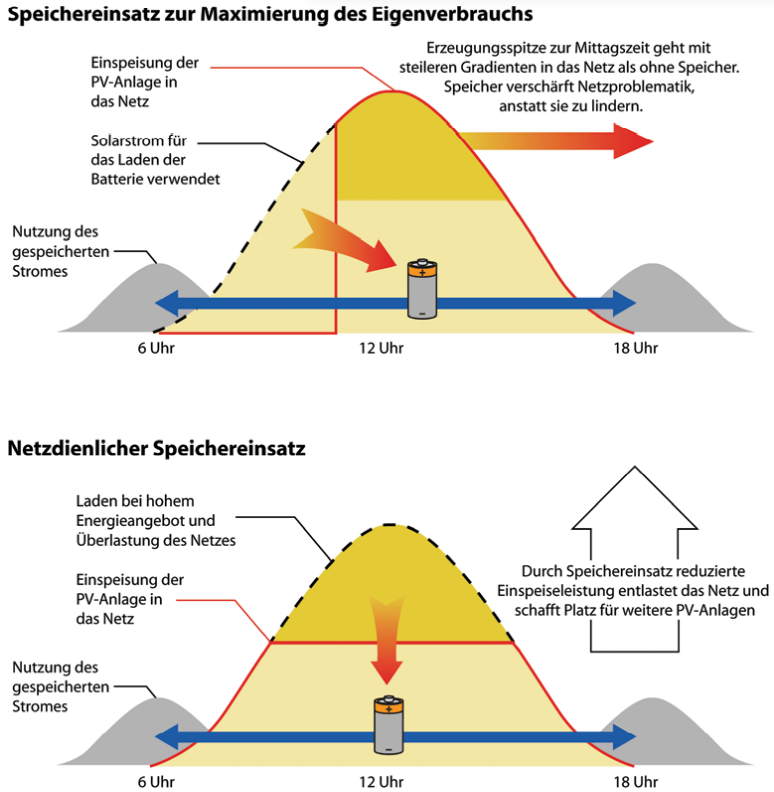 Speichereinsatz zur Maximierung des Eigenverbrauchs
Einspeisung der
PV-Anlage in
das Netz
Erzeugungsspitze zur Mittagszeit geht mit
steileren Gradienten in das Netz als ohne Speicher.
Speicher verschärft Netzproblematik,
anstatt sie zu lindern.
Solarstrom für
das Laden der
Batterie verwendet
Nutzung des
gespeicherten
Stromes
+
–
6 Uhr
12 Uhr
18 Uhr
Netzdienlicher Speichereinsatz
Laden bei hohem
Energieangebot und
Überlastung des Netzes
Einspeisung der
PV-Anlage in
das Netz
Durch Speichereinsatz reduzierte
Einspeiseleistung entlastet das Netz und
schafft Platz für weitere PV-Anlagen
Nutzung des
gespeicherten
Stromes
+
–
6 Uhr
12 Uhr
18 Uhr